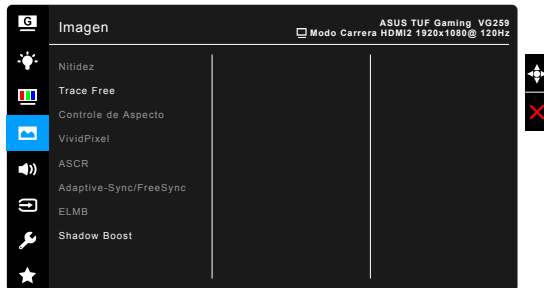 G
Imagen
ASUS TUF Gaming VG259
Modo Carrera HDMI2 1920x1080@ 120Hz
Nitidez
Trace Free
Controle de Aspecto
VividPixel
ASCR
Adaptive-Sync/FreeSync
ELMB
Shadow Boost